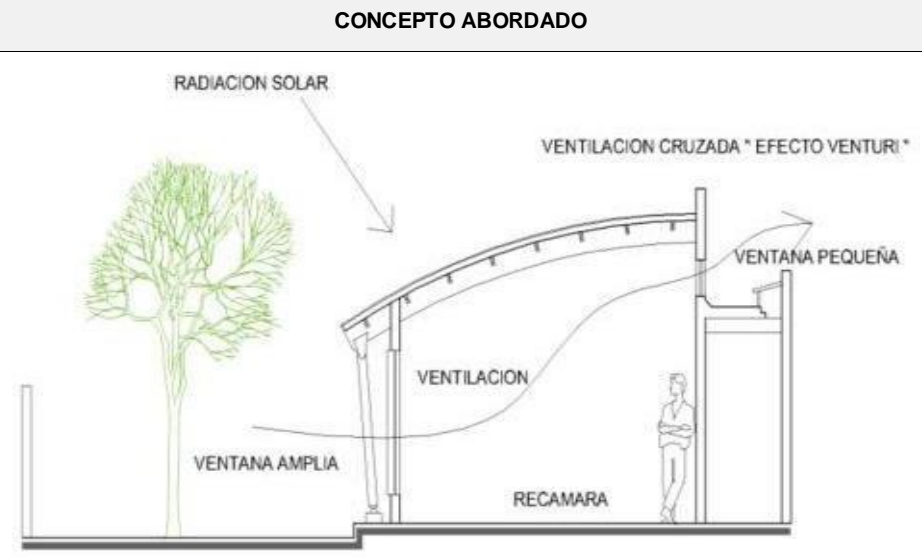 CONCEPTO ABORDADO
RADIACION SOLAR
VENTILACION CRUZADA " EFECTO VENTURI "
VENTANA PEQUEÑA
VENTILACION
VENTANA AMPLIA
RECAMARA